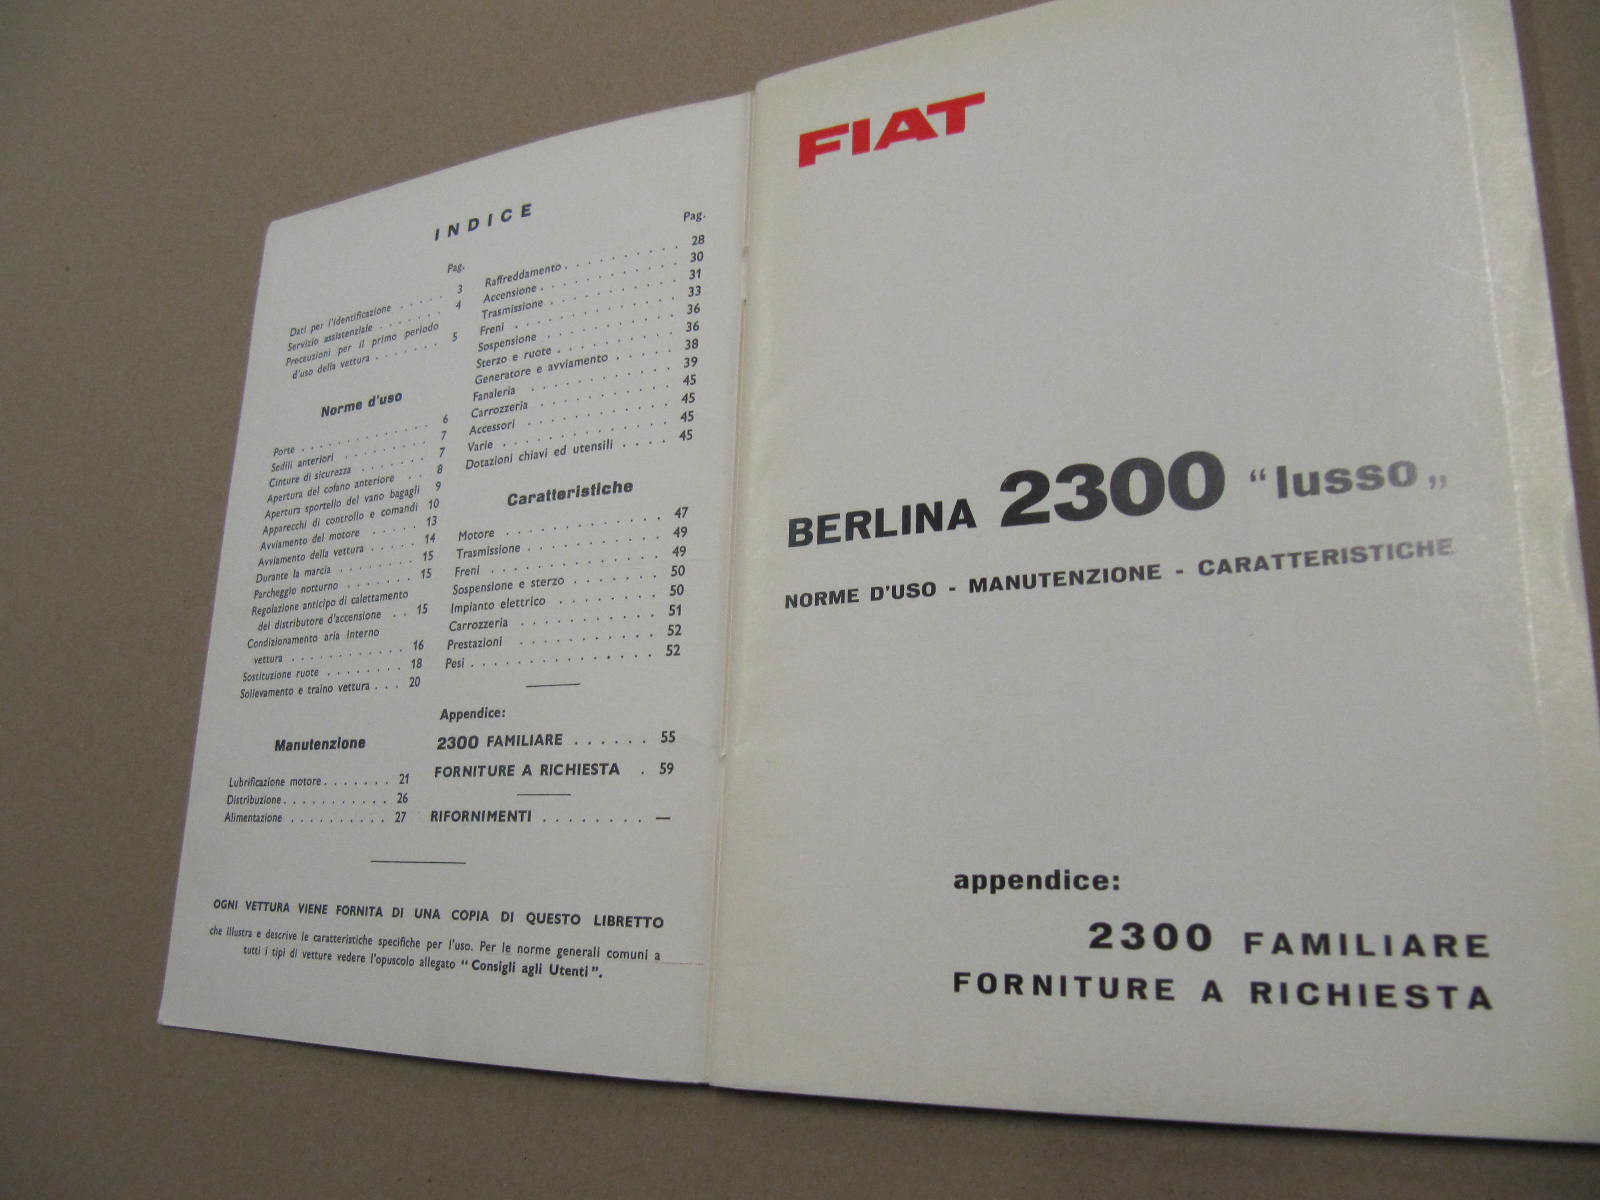 INDICE
Pag.
Dati per l'identificazione . . . . . 3
Servizio assistenziale . . . . . . . 4
Precauzioni per il primo periodo
d'uso della vettura . . . . . . . 5
Norme d'uso
Porte . . . . . . . . . . . . . 6
Sedili anteriori . . . . . . . . . 7
Cinture di sicurezza . . . . . . . 7
Apertura del cofano anteriore . . 8
Apertura sportello del vano bagagli 9
Apparecchi di controllo e comandi 10
Avviamento del motore . . . . . 13
Avviamento della vettura . . . . . 14
Durante la marcia . . . . . . . . 15
Parcheggio notturno . . . . . . . 15
Regolazione anticipo di calettamento
del distributore d'accensione . . 15
Condizionamento aria interno
vettura . . . . . . . . . . . . 16
Sostituzione ruote . . . . . . . . 18
Sollevamento e traino vettura . . . 20
Manutenzione
Lubrificazione motore . . . . . . . 21
Distribuzione . . . . . . . . . . . 26
Alimentazione . . . . . . . . . . 27
Pag.
Raffreddamento . . . . . . . . . . 28
Accensione . . . . . . . . . . . . 30
Trasmissione . . . . . . . . . . . 31
Freni . . . . . . . . . . . . . . 33
Sospensione . . . . . . . . . . . 36
Sterzo e ruote . . . . . . . . . . 36
Generatore e avviamento . . . . . 38
Fanaleria . . . . . . . . . . . . 39
Carrozzeria . . . . . . . . . . . 45
Accessori . . . . . . . . . . . . 45
Varie . . . . . . . . . . . . . . 45
Dotazioni chiavi ed utensili . . . . 45
Caratteristiche
Motore . . . . . . . . . . . . 47
Trasmissione . . . . . . . . . . . 49
Freni . . . . . . . . . . . . . 49
Sospensione e sterzo . . . . . . . 50
Impianto elettrico . . . . . . . . 50
Carrozzeria . . . . . . . . . . . 51
Prestazioni . . . . . . . . . . . 52
Pesi . . . . . . . . . . . . . . 52
Appendice:
2300 FAMILIARE . . . . . . 55
FORNITURE A RICHIESTA . 59
RIFORNIMENTI . . . . . . . . —
OGNI VETTURA VIENE FORNITA DI UNA COPIA DI QUESTO LIBRETTO
che illustra e descrive le caratteristiche specifiche per l'uso. Per le norme generali comuni a
tutti i tipi di vetture vedere l'opuscolo allegato "Consigli agli Utenti".
FIAT
BERLINA 2300 “lusso„
NORME D'USO - MANUTENZIONE - CARATTERISTICHE
appendice:
2300 FAMILIARE
FORNITURE A RICHIESTA